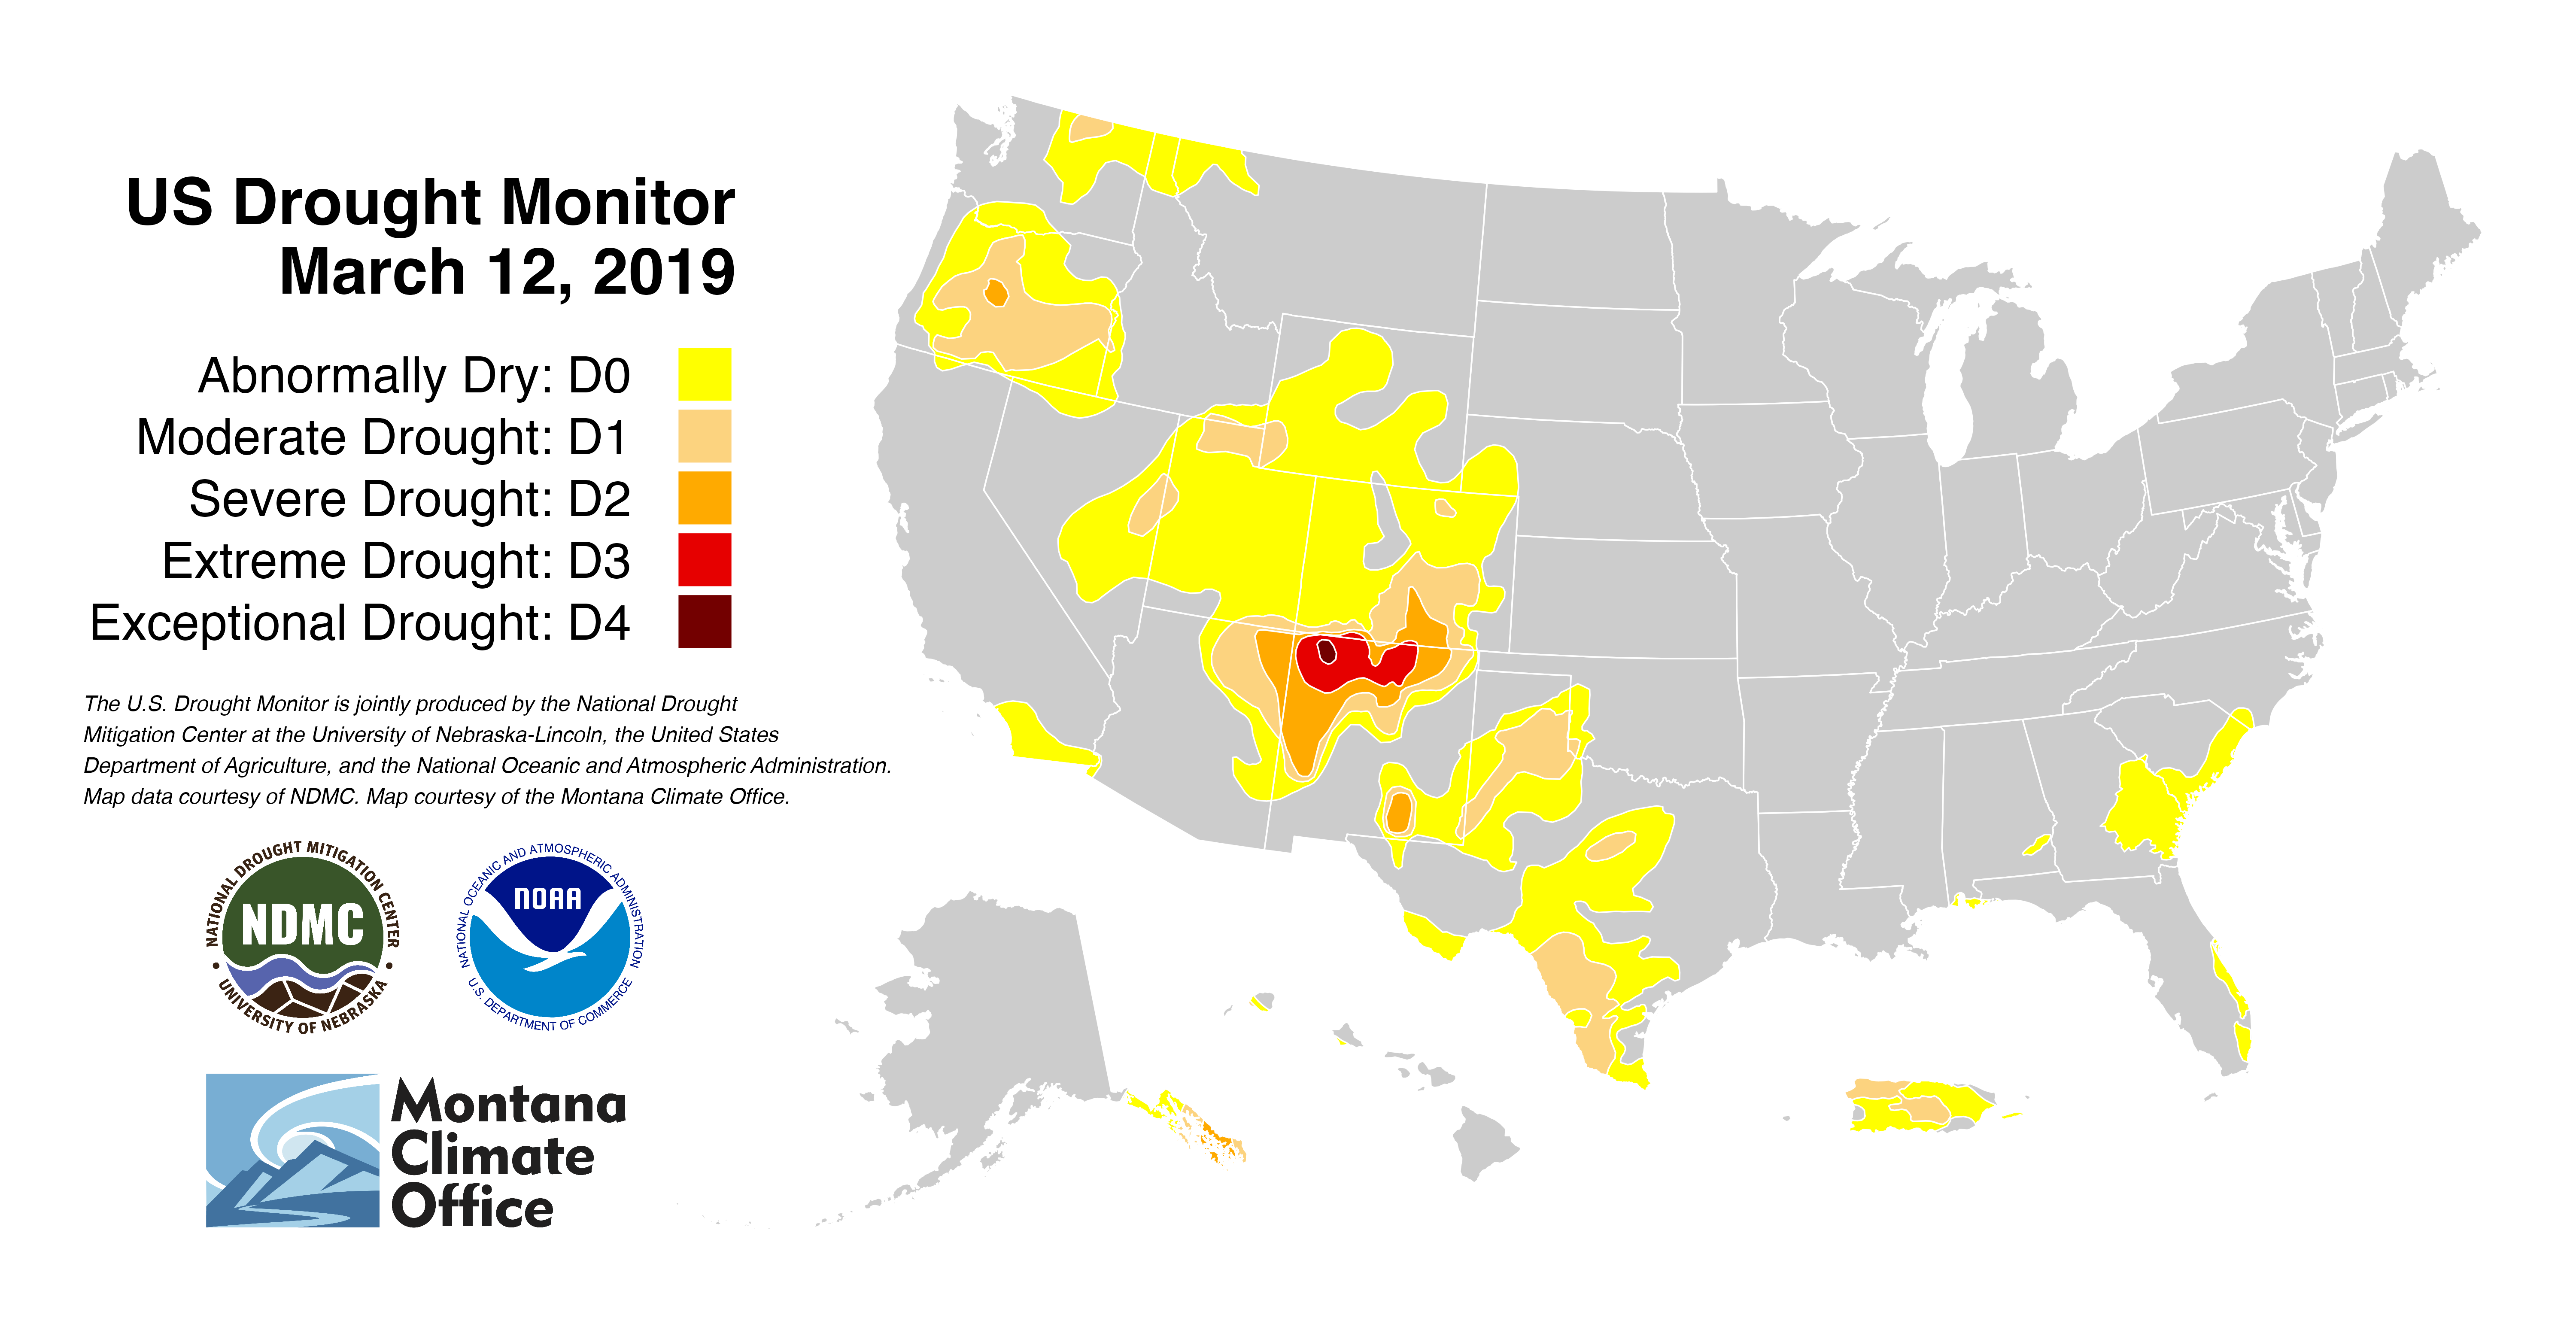 US Drought Monitor
March 12, 2019
Abnormally Dry: D0
Moderate Drought: D1
Severe Drought: D2
Extreme Drought: D3
Exceptional Drought: D4
The U.S. Drought Monitor is jointly produced by the National Drought
Mitigation Center at the University of Nebraska-Lincoln, the United States
Department of Agriculture, and the National Oceanic and Atmospheric Administration.
Map data courtesy of NDMC. Map courtesy of the Montana Climate Office.
NATIONAL DROUGHT MITIGATION CENTER
NDMC
• UNIVERSITY OF NEBRASKA •
NATIONAL OCEANIC AND ATMOSPHERIC ADMINISTRATION
NOAA
U.S. DEPARTMENT OF COMMERCE
Montana
Climate
Office